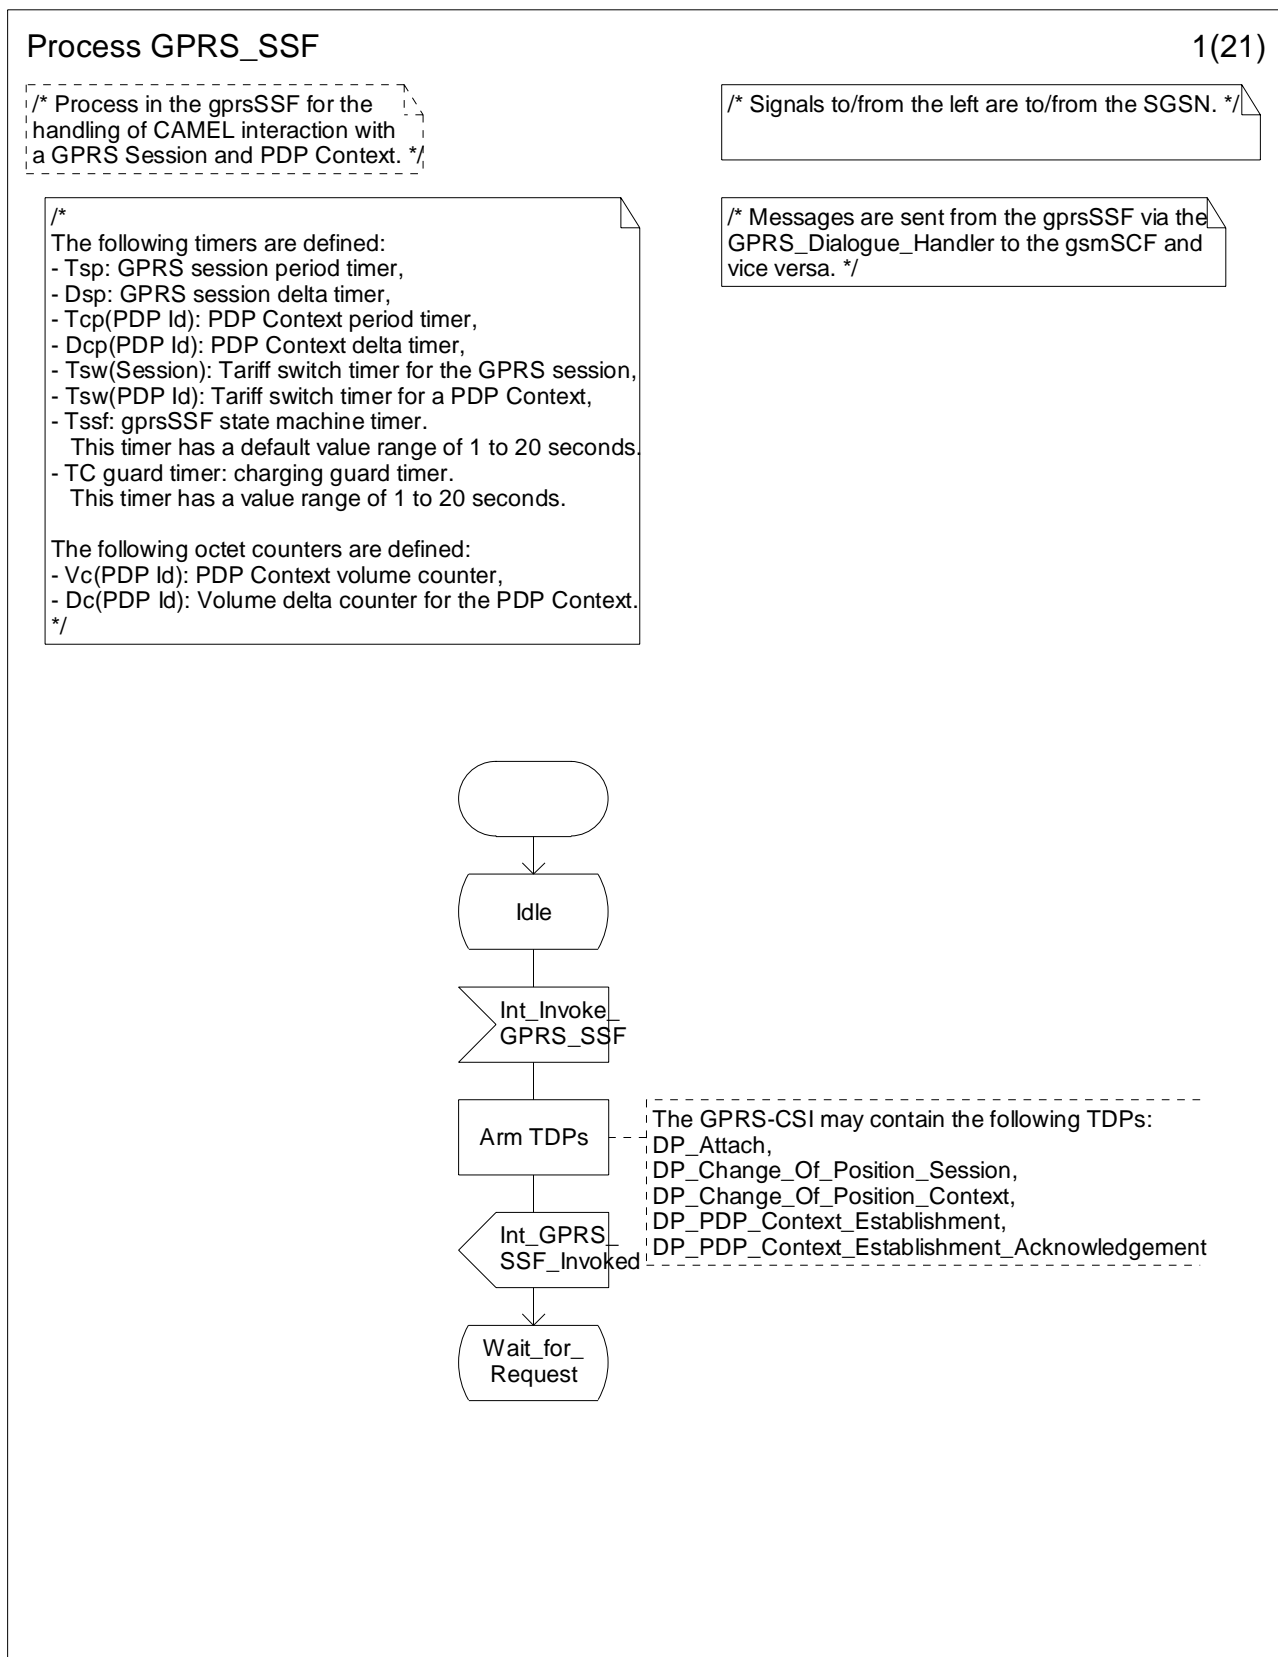 Process GPRS_SSF
1(21)
/* Process in the gprsSSF for the
handling of CAMEL interaction with
a GPRS Session and PDP Context. */
/* Signals to/from the left are to/from the SGSN. */
/*
The following timers are defined:
- Tsp: GPRS session period timer,
- Dsp: GPRS session delta timer,
- Tcp(PDP Id): PDP Context period timer,
- Dcp(PDP Id): PDP Context delta timer,
- Tsw(Session): Tariff switch timer for the GPRS session,
- Tsw(PDP Id): Tariff switch timer for a PDP Context,
- Tssf: gprsSSF state machine timer.
This timer has a default value range of 1 to 20 seconds.
- TC guard timer: charging guard timer.
This timer has a value range of 1 to 20 seconds.
The following octet counters are defined:
- Vc(PDP Id): PDP Context volume counter,
- Dc(PDP Id): Volume delta counter for the PDP Context.
*/
/* Messages are sent from the gprsSSF via the
GPRS_Dialogue_Handler to the gsmSCF and
vice versa. */
Idle
Int_Invoke_
GPRS_SSF
Arm TDPs
The GPRS-CSI may contain the following TDPs:
DP_Attach,
DP_Change_Of_Position_Session,
DP_Change_Of_Position_Context,
DP_PDP_Context_Establishment,
DP_PDP_Context_Establishment_Acknowledgement
Int_GPRS_
SSF_Invoked
Wait_for_
Request